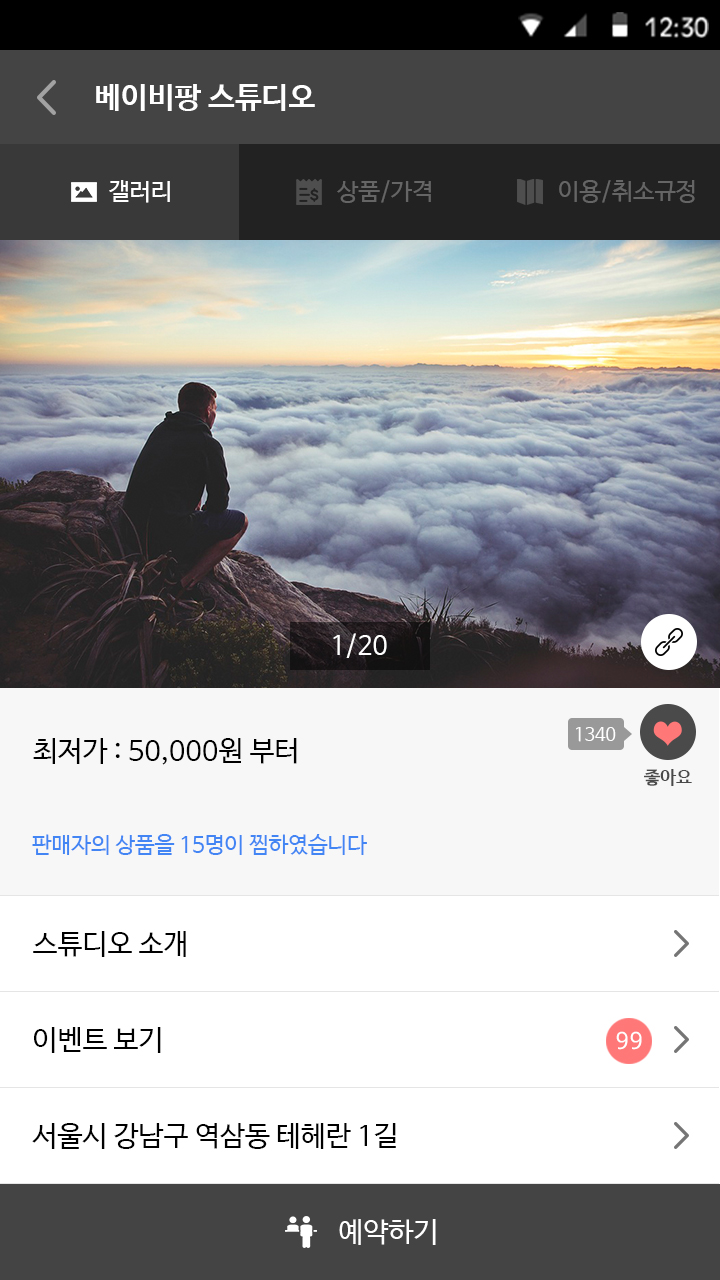 12:30
베이비팡 스튜디오
갤러리
상품/가격
이용/취소규정
1/20
최저가 : 50,000원 부터
1340
좋아요
판매자의 상품을 15명이 찜하였습니다
스튜디오 소개
이벤트 보기
99
서울시 강남구 역삼동 테헤란 1길
예약하기